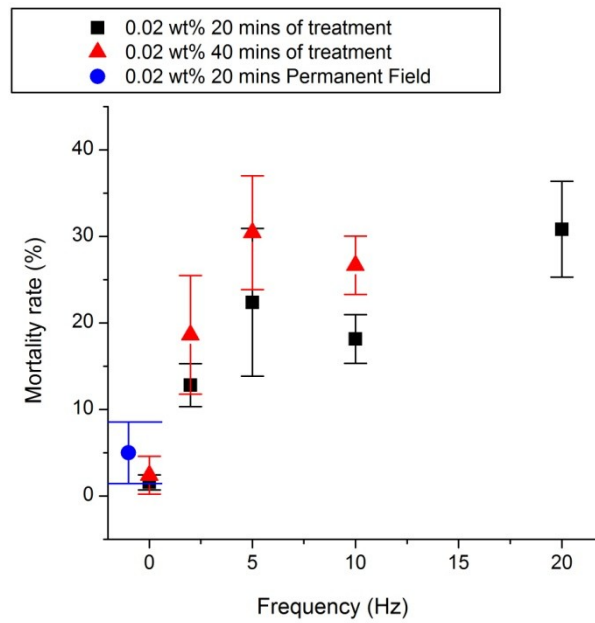 0.02 wt% 20 mins of treatment
0.02 wt% 40 mins of treatment
0.02 wt% 20 mins Permanent Field
40
30
20
10
0
Mortality rate (%)
0 5 10 15 20
Frequency (Hz)